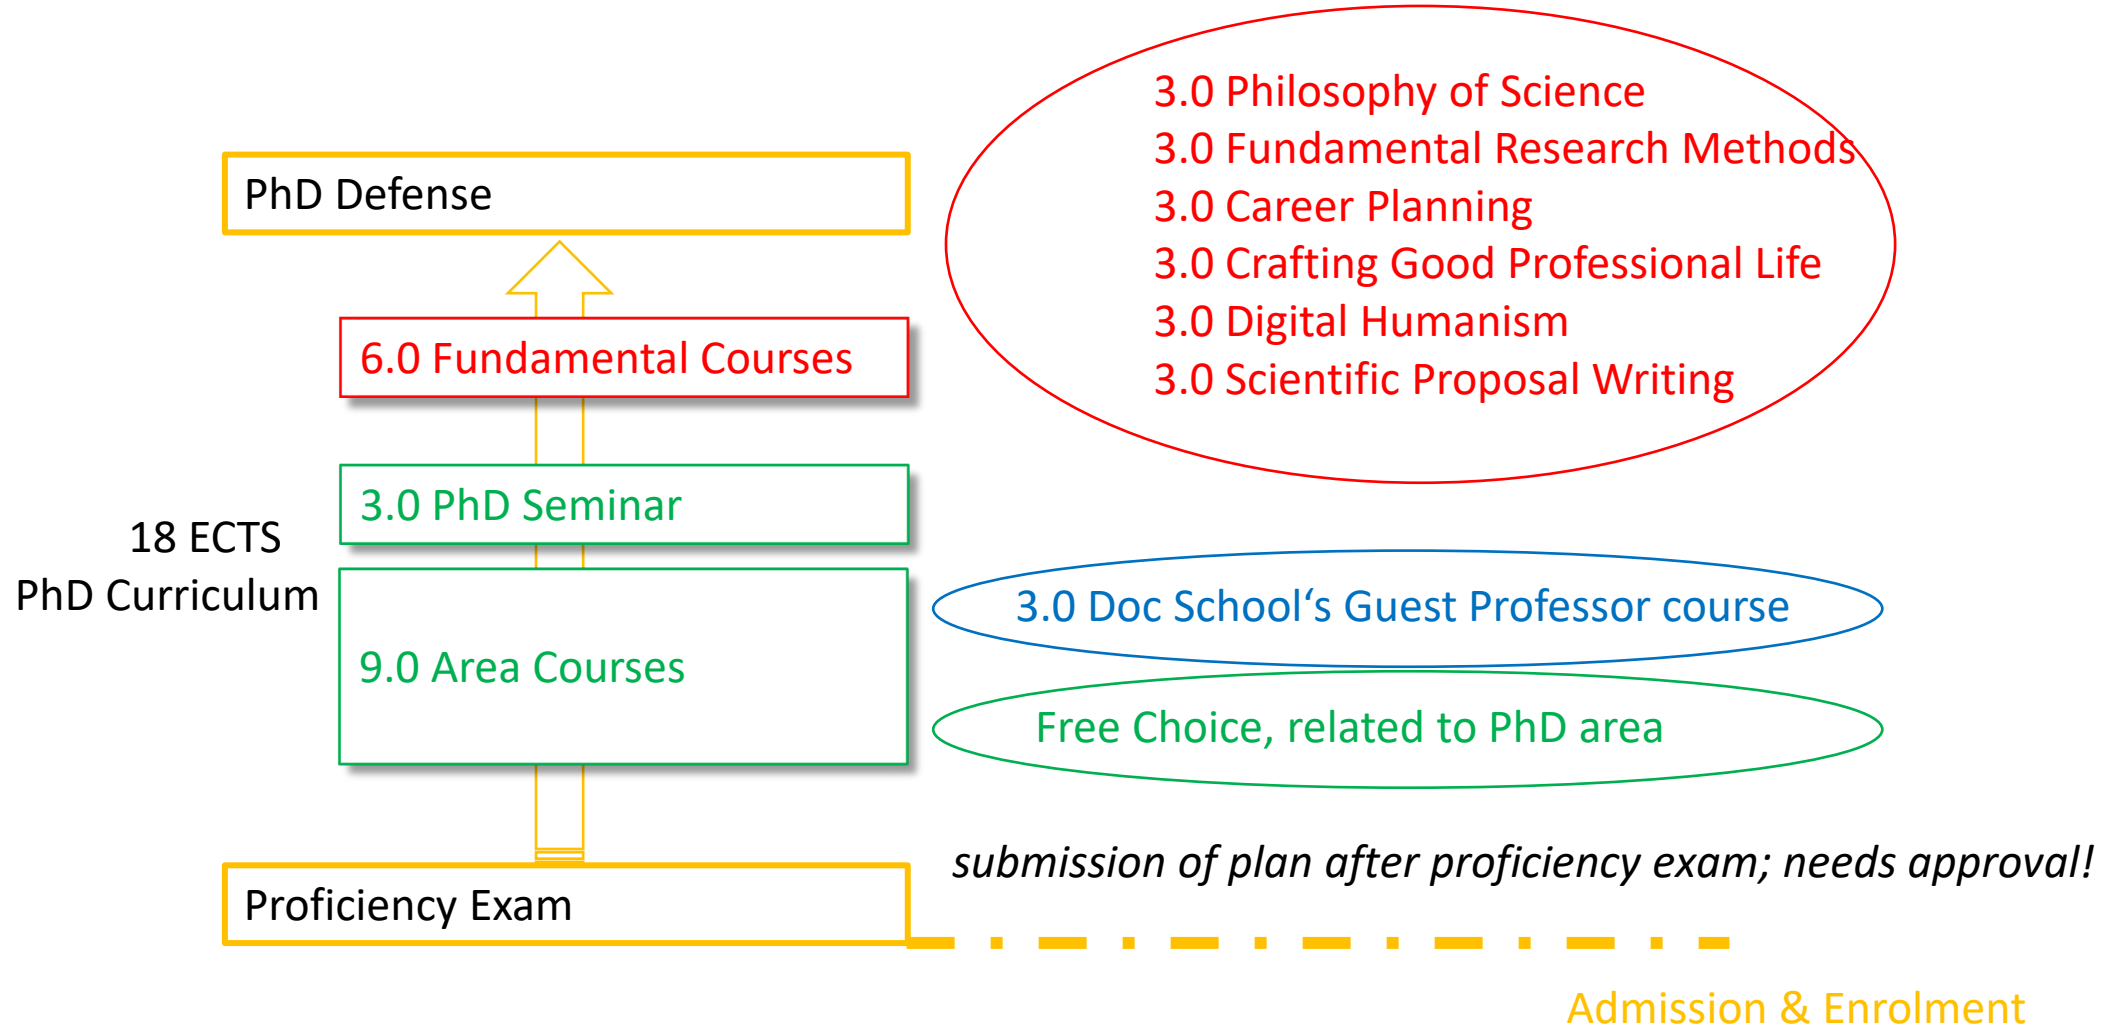 3.0 Philosophy of Science
3.0 Fundamental Research Methods
3.0 Career Planning
3.0 Crafting Good Professional Life
3.0 Digital Humanism
3.0 Scientific Proposal Writing
PhD Defense
6.0 Fundamental Courses
3.0 PhD Seminar
18 ECTS
PhD Curriculum
9.0 Area Courses
3.0 Doc School‘s Guest Professor course
Free Choice, related to PhD area
submission of plan after proficiency exam; needs approval!
Proficiency Exam
Admission & Enrolment